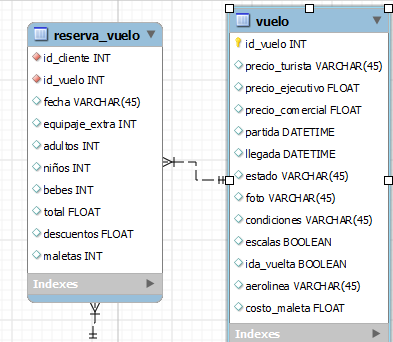 reserva_vuelo
id_cliente INT
id_vuelo INT
fecha VARCHAR(45)
equipaje_extra INT
adultos INT
niños INT
bebes INT
total FLOAT
descuentos FLOAT
maletas INT
Indexes
vuelo
id_vuelo INT
precio_turista VARCHAR(45)
precio_ejecutivo FLOAT
precio_comercial FLOAT
partida DATETIME
llegada DATETIME
estado VARCHAR(45)
foto VARCHAR(45)
condiciones VARCHAR(45)
escalas BOOLEAN
ida_vuelta BOOLEAN
aerolinea VARCHAR(45)
costo_maleta FLOAT
Indexes